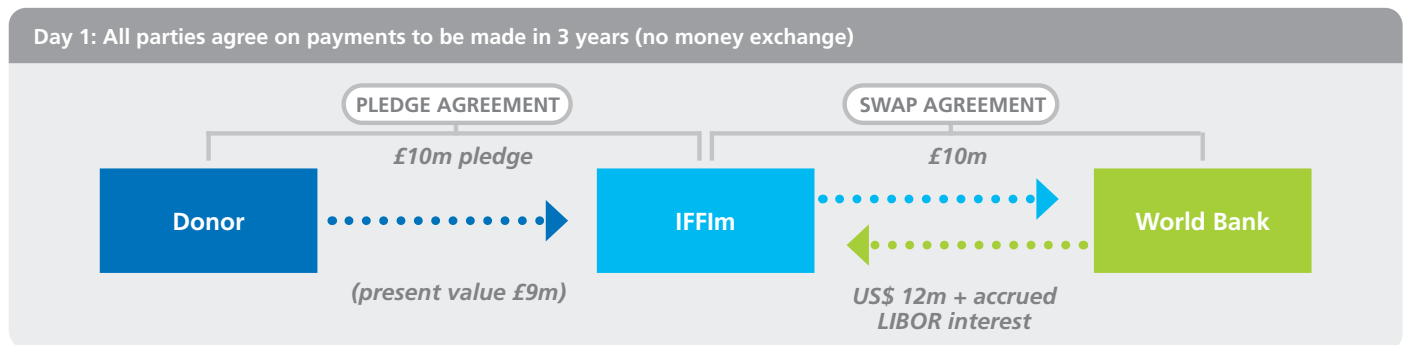 Day 1: All parties agree on payments to be made in 3 years (no money exchange)
PLEDGE AGREEMENT
SWAP AGREEMENT
£10m pledge
£10m
Donor
IFFIm
World Bank
(present value £9m)
US$ 12m + accrued
LIBOR interest